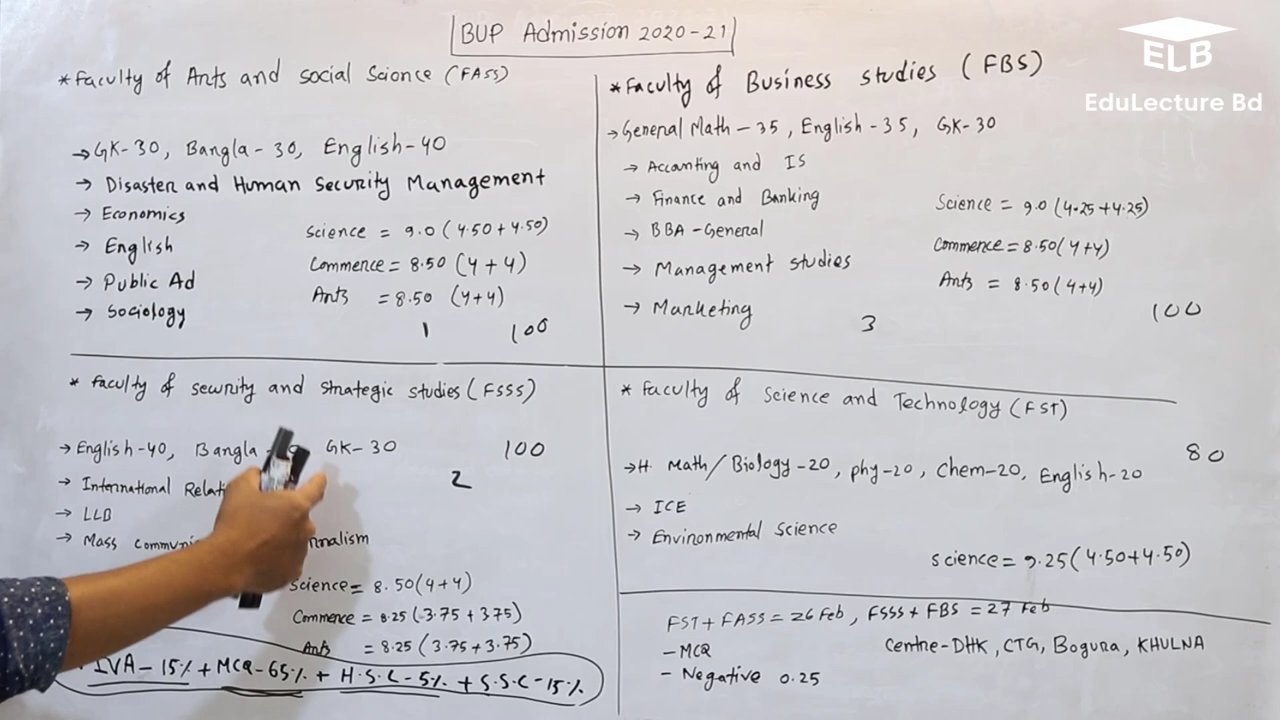 BUP Admission 2020-21
ELB
EduLecture Bd
* Faculty of Arts and Social Science (FASS)
→ GK-30, Bangla-30, English-40
→ Disaster and Human Security Management
→ Economics
→ English
→ Public Ad
→ Sociology
Science = 9.0 (4.50+4.50)
Commerce = 8.50 (4+4)
Arts = 8.50 (4+4)
1 100
* Faculty of Business Studies (FBS)
→ General Math-35, English-35, GK-30
→ Accounting and IS
→ Finance and Banking
→ BBA-General
→ Management Studies
→ Marketing
Science = 9.0 (4.25+4.25)
Commerce = 8.50 (4+4)
Arts = 8.50 (4+4)
3 100
* Faculty of security and strategic studies (FSSS)
→ English-40, Bangla GK-30 100
→ International 2
→ LLB
→ Mass
Science = 8.50 (4+4)
Commerce = 8.25 (3.75+3.75)
Arts = 8.25 (3.75+3.75)
IVA-15% + MCQ-65% + H.S.C-5% + S.S.C-15%
* Faculty of Science and Technology (FST)
80
→ H. Math/Biology-20, phy-20, Chem-20, English-20
→ ICE
→ Environmental Science
Science = 9.25 (4.50+4.50)
FST + FASS = 26 Feb, FSSS + FBS = 27 Feb
- MCQ
- Negative 0.25
Centre-DHK, CTG, Bogura, KHULNA